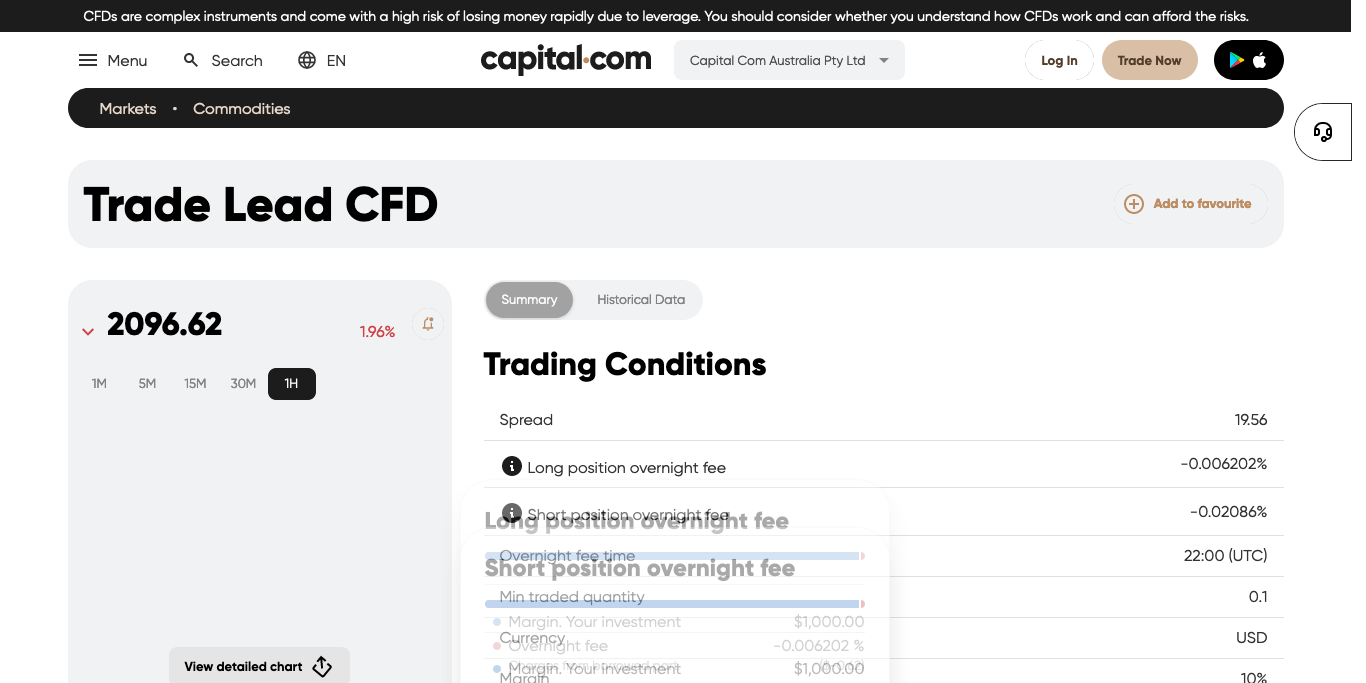 CFDs are complex instruments and come with a high risk of losing money rapidly due to leverage. You should consider whether you understand how CFDs work and can afford the risks.
Menu Search EN capital.com Capital Com Australia Pty Ltd Log In Trade Now
Markets • Commodities
Trade Lead CFD
Add to favourite
2096.62
1.96%
1M 5M 15M 30M 1H
View detailed chart
Summary Historical Data
Trading Conditions
Spread 19.56
Long position overnight fee -0.006202%
Short position overnight fee -0.02086%
Long position overnight fee
Overnight fee time 22:00 (UTC)
Short position overnight fee
Min traded quantity 0.1
Margin. Your investment $1,000.00
Currency USD
Overnight fee -0.006202 %
Margin. Your investment $1,000.00
Margin 10%